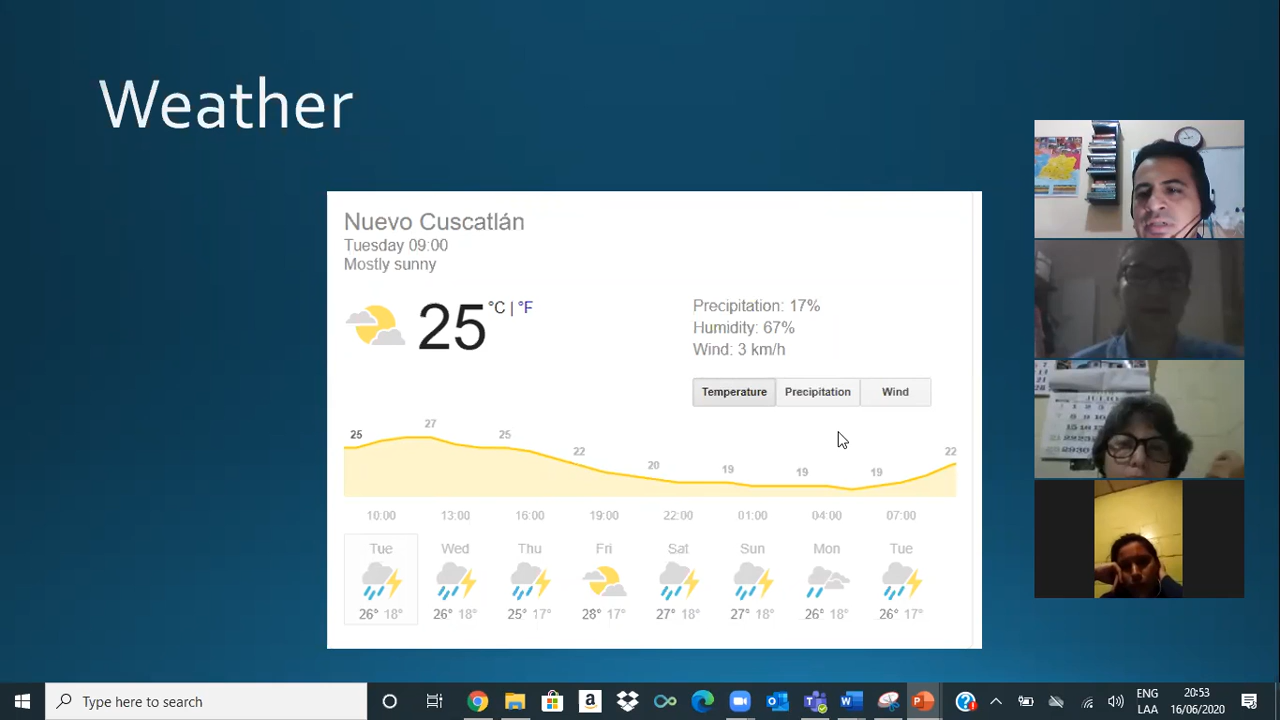 Weather
Nuevo Cuscatlán
Tuesday 09:00
Mostly sunny
25 °C | °F
Precipitation: 17%
Humidity: 67%
Wind: 3 km/h
Temperature Precipitation Wind
25 27 25 22 20 19 19 19 22
10:00 13:00 16:00 19:00 22:00 01:00 04:00 07:00
Tue Wed Thu Fri Sat Sun Mon Tue
26° 18° 26° 18° 25° 17° 28° 17° 27° 18° 27° 18° 26° 18° 26° 17°
JULIO
Type here to search
ENG
LAA
20:53
16/06/2020